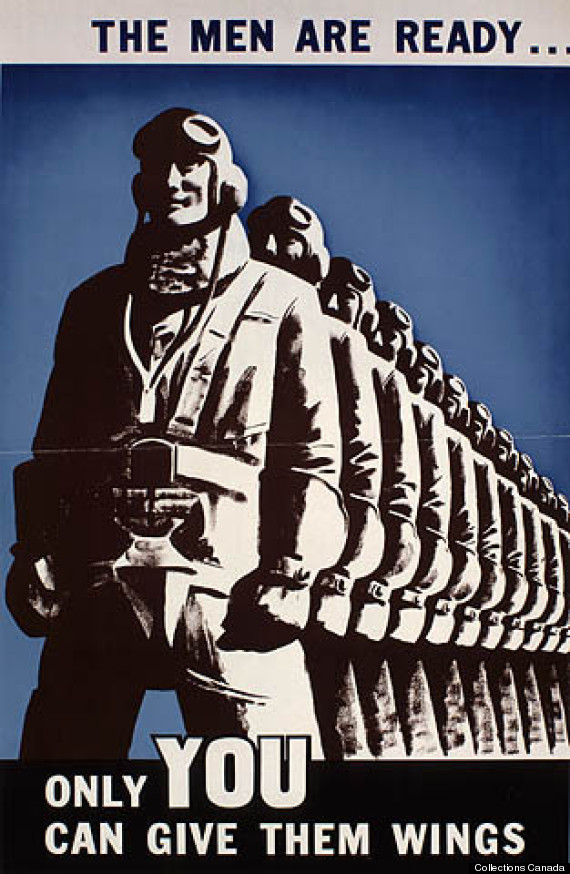 THE MEN ARE READY...
ONLY YOU
CAN GIVE THEM WINGS
Collections Canada